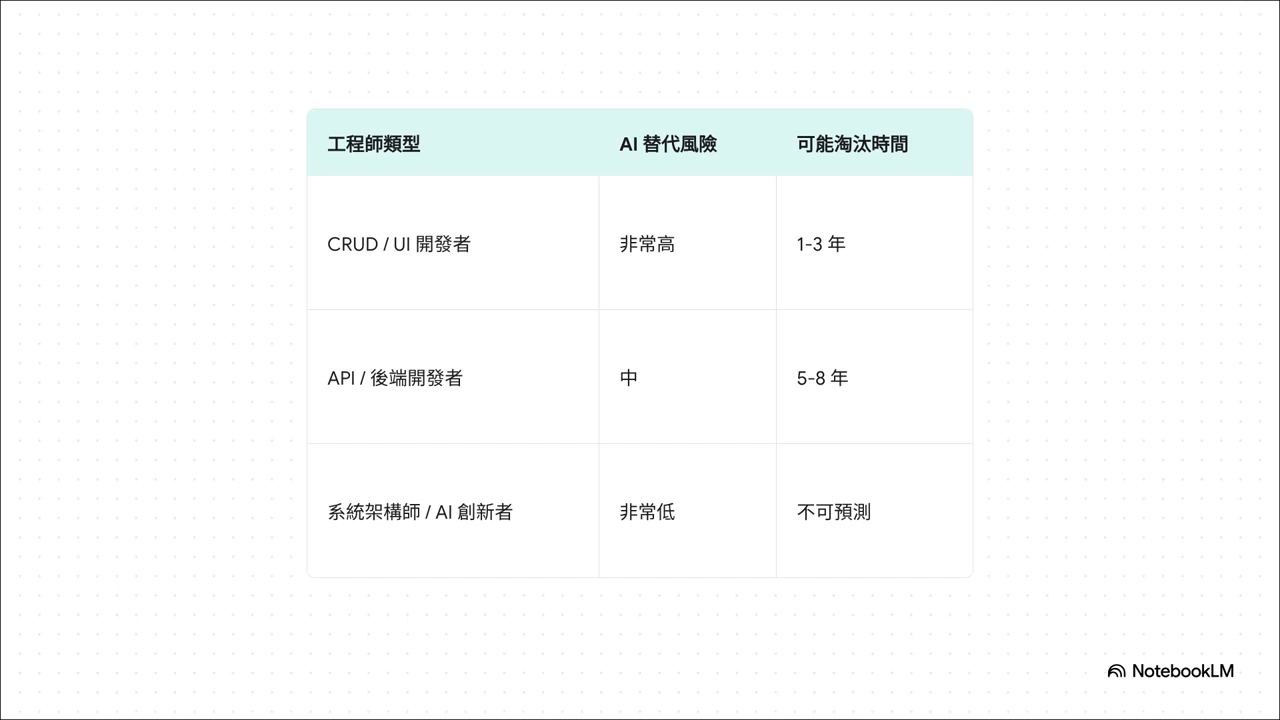 工程師類型 AI 替代風險 可能淘汰時間
CRUD / UI 開發者 非常高 1-3 年
API / 後端開發者 中 5-8 年
系統架構師 / AI 創新者 非常低 不可預測
NotebookLM